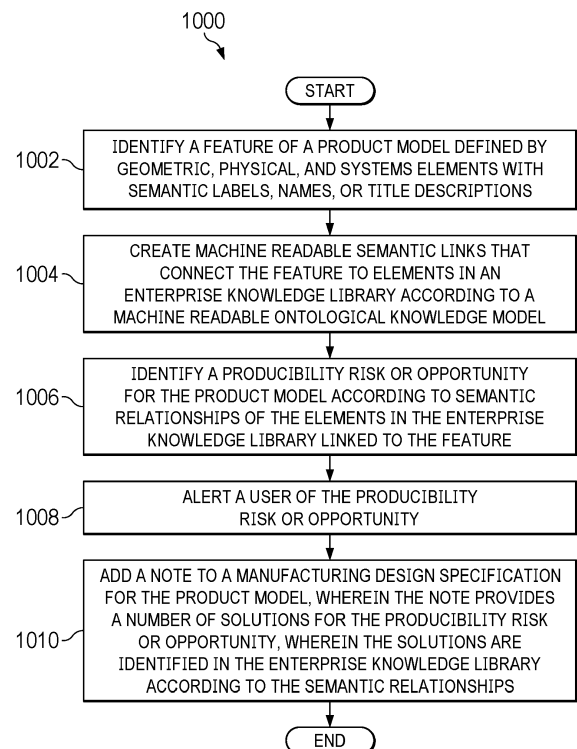 1000
START
1002
IDENTIFY A FEATURE OF A PRODUCT MODEL DEFINED BY
GEOMETRIC, PHYSICAL, AND SYSTEMS ELEMENTS WITH
SEMANTIC LABELS, NAMES, OR TITLE DESCRIPTIONS
1004
CREATE MACHINE READABLE SEMANTIC LINKS THAT
CONNECT THE FEATURE TO ELEMENTS IN AN
ENTERPRISE KNOWLEDGE LIBRARY ACCORDING TO A
MACHINE READABLE ONTOLOGICAL KNOWLEDGE MODEL
1006
IDENTIFY A PRODUCIBILITY RISK OR OPPORTUNITY
FOR THE PRODUCT MODEL ACCORDING TO SEMANTIC
RELATIONSHIPS OF THE ELEMENTS IN THE ENTERPRISE
KNOWLEDGE LIBRARY LINKED TO THE FEATURE
1008
ALERT A USER OF THE PRODUCIBILITY
RISK OR OPPORTUNITY
1010
ADD A NOTE TO A MANUFACTURING DESIGN SPECIFICATION
FOR THE PRODUCT MODEL, WHEREIN THE NOTE PROVIDES
A NUMBER OF SOLUTIONS FOR THE PRODUCIBILITY RISK
OR OPPORTUNITY, WHEREIN THE SOLUTIONS ARE
IDENTIFIED IN THE ENTERPRISE KNOWLEDGE LIBRARY
ACCORDING TO THE SEMANTIC RELATIONSHIPS
END